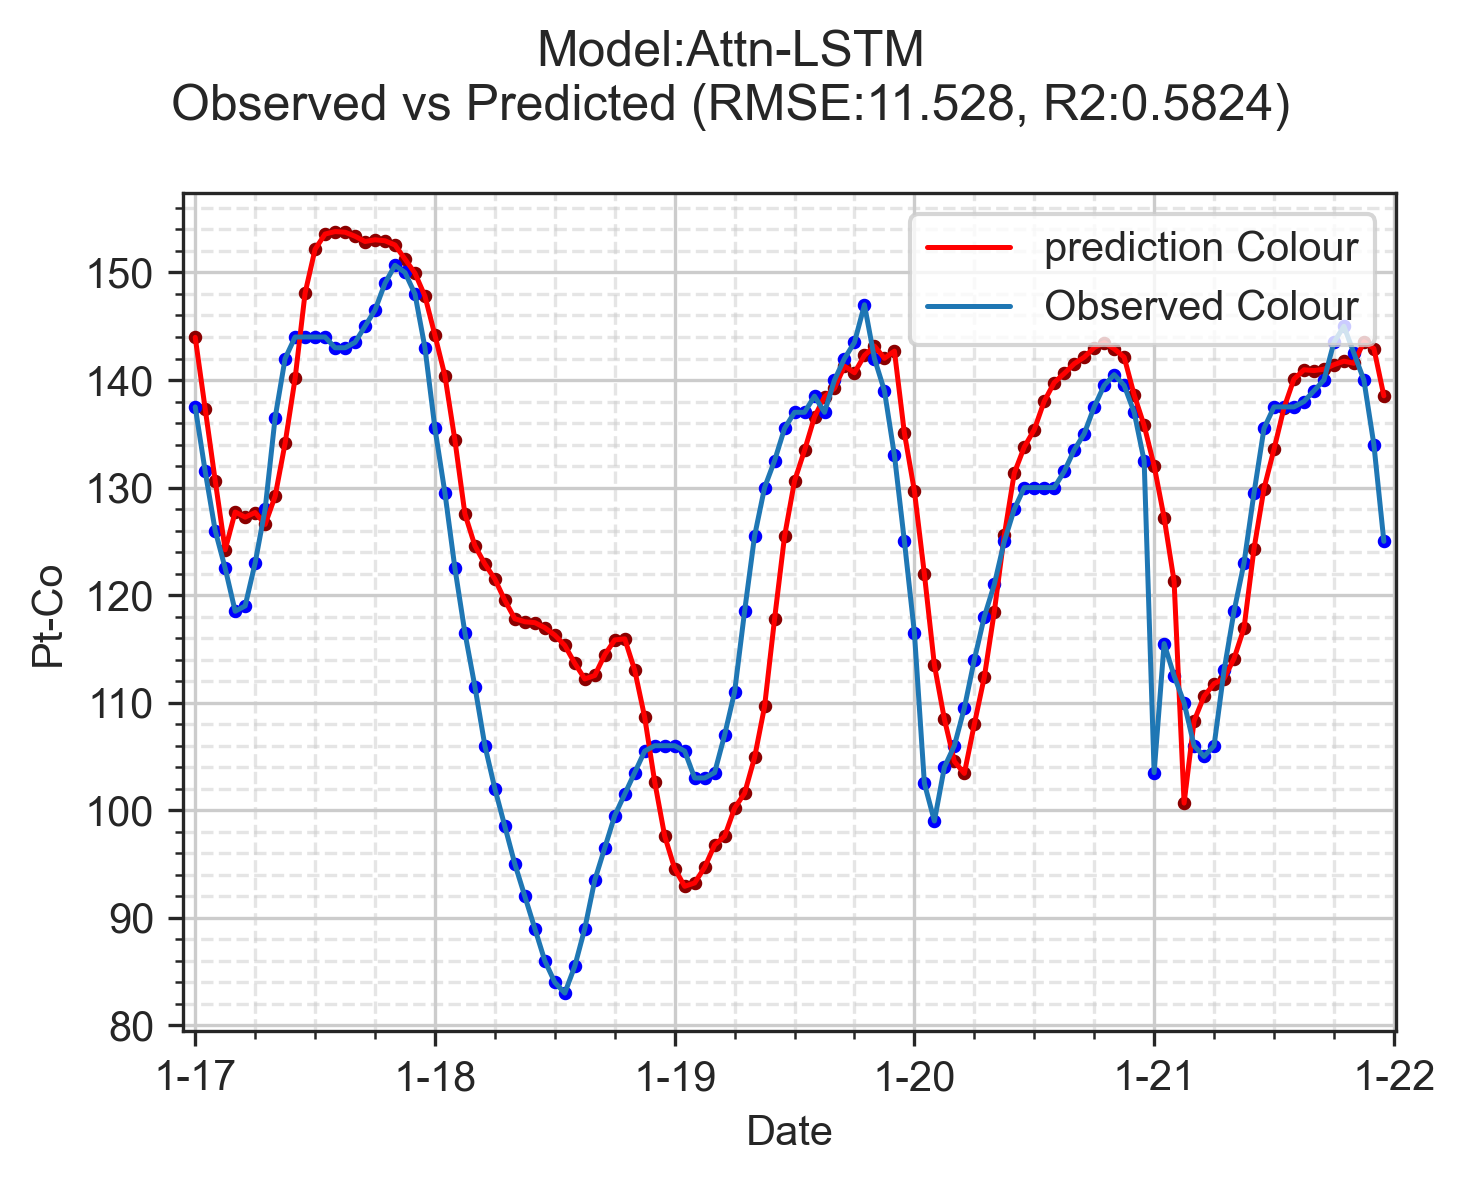 Model:Attn-LSTM
Observed vs Predicted (RMSE:11.528, R2:0.5824)
prediction Colour
Observed Colour
Pt-Co
150
140
130
120
110
100
90
80
1-17 1-18 1-19 1-20 1-21 1-22
Date